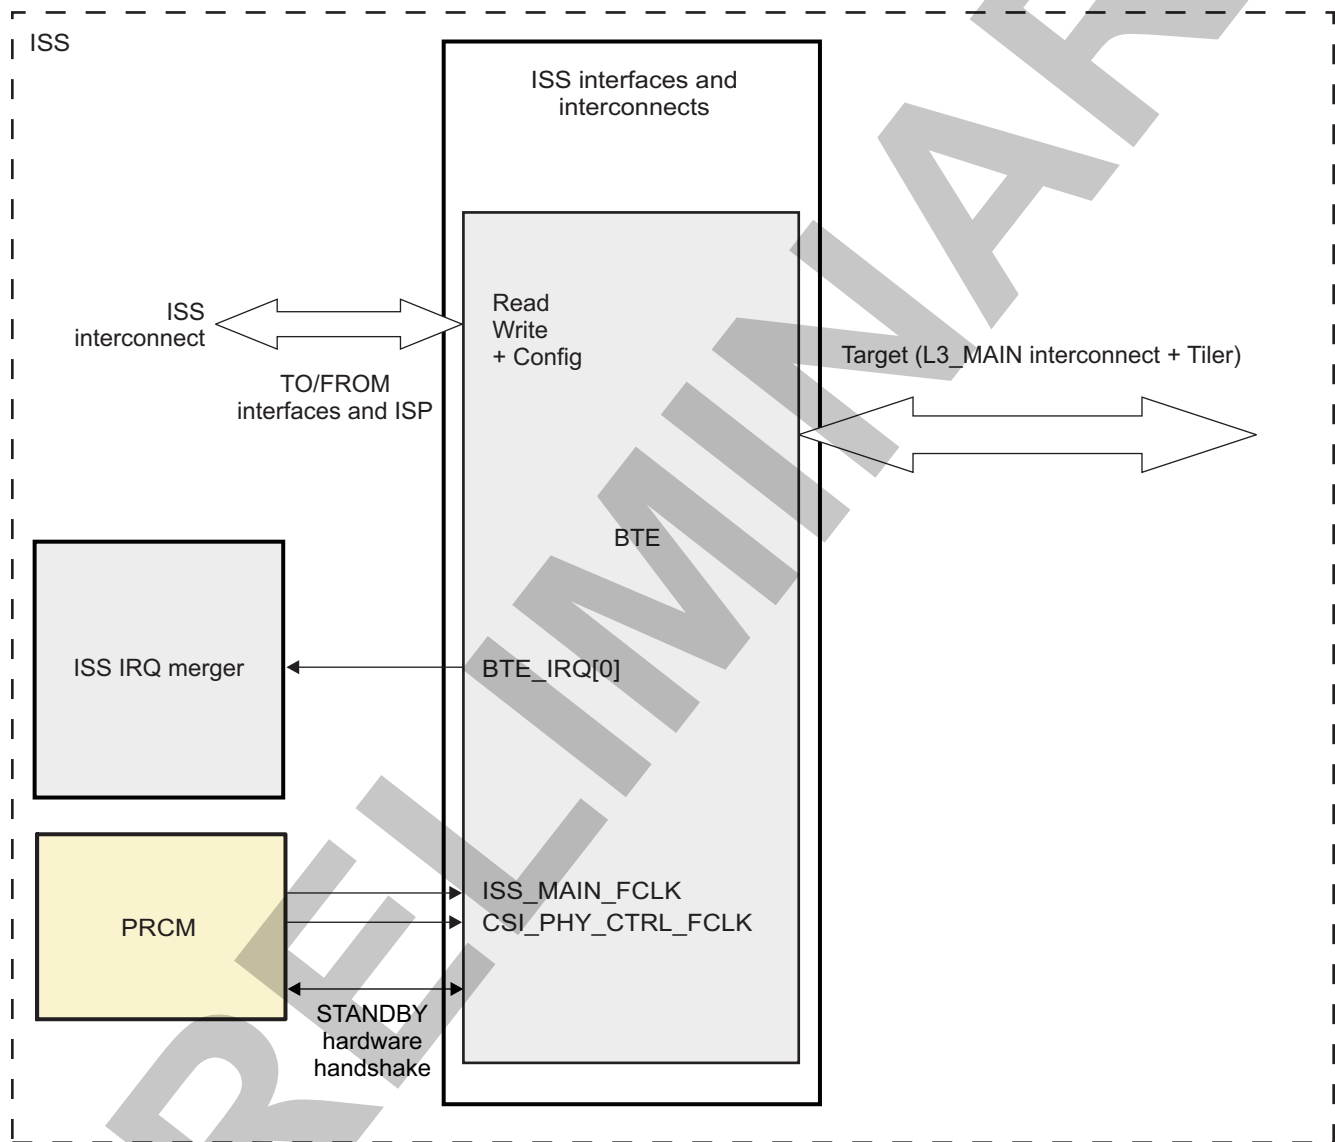 ISS
ISS interfaces and
interconnects
ISS
interconnect
Read
Write
+ Config
TO/FROM
interfaces and ISP
Target (L3_MAIN interconnect + Tiler)
BTE
ISS IRQ merger
BTE_IRQ[0]
PRCM
ISS_MAIN_FCLK
CSI_PHY_CTRL_FCLK
STANDBY
hardware
handshake
RELIMINAR